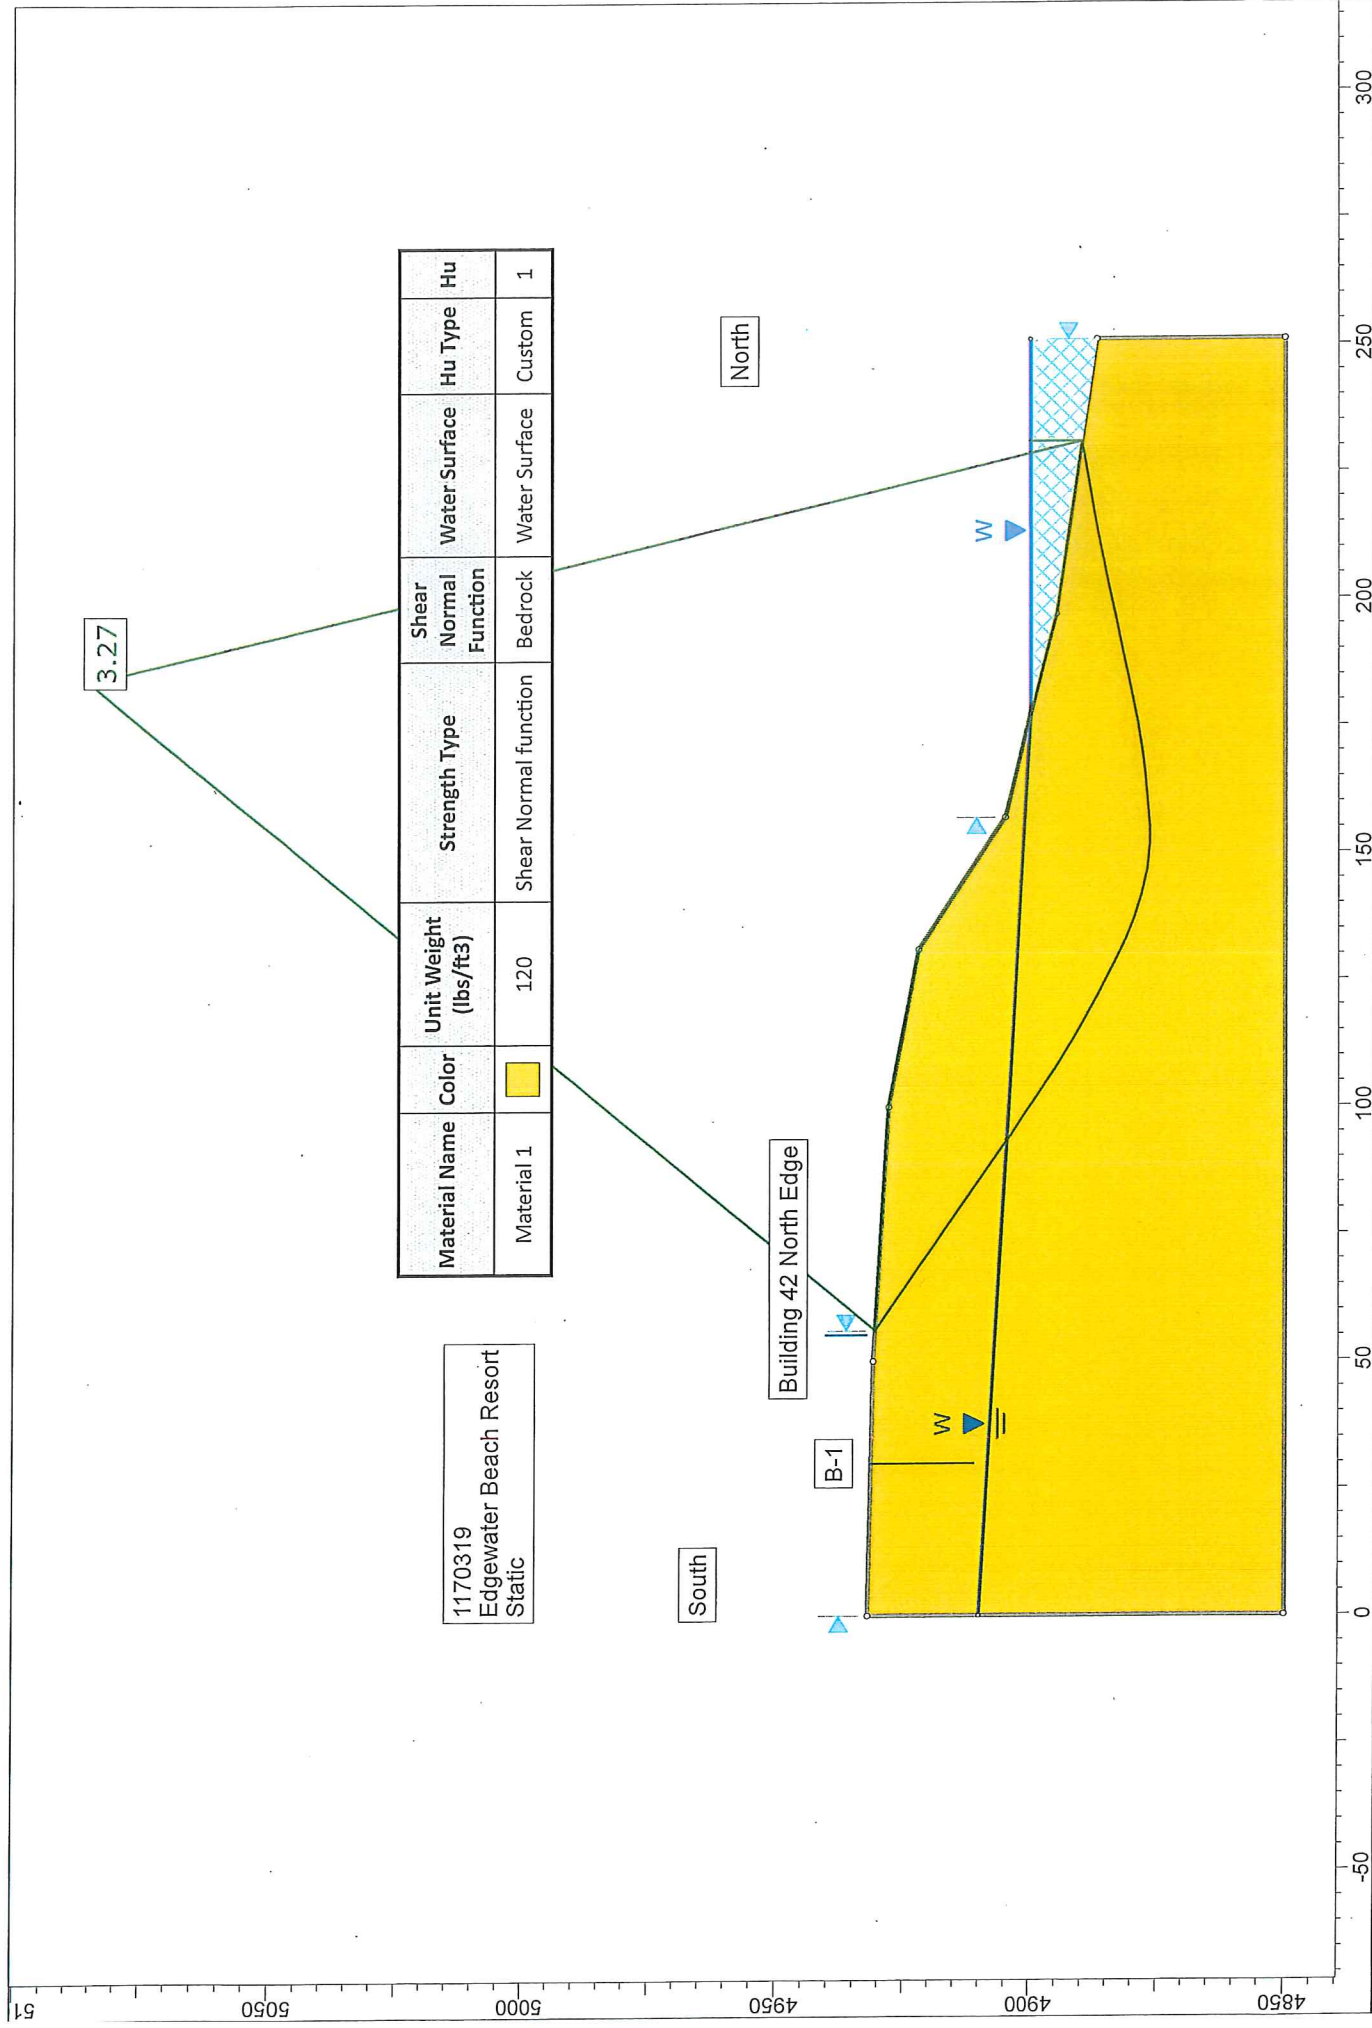 3.27
Material Name
Color
Unit Weight
(lbs/ft3)
Strength Type
Shear
Normal
Function
Water Surface
Hu Type
Hu
Material 1
120
Shear Normal function
Bedrock
Water Surface
Custom
1
1170319
Edgewater Beach Resort
Static
South
North
Building 42 North Edge
B-1
W
W
51
5050
5000
4950
4900
4850
-50
0
50
100
150
200
250
300